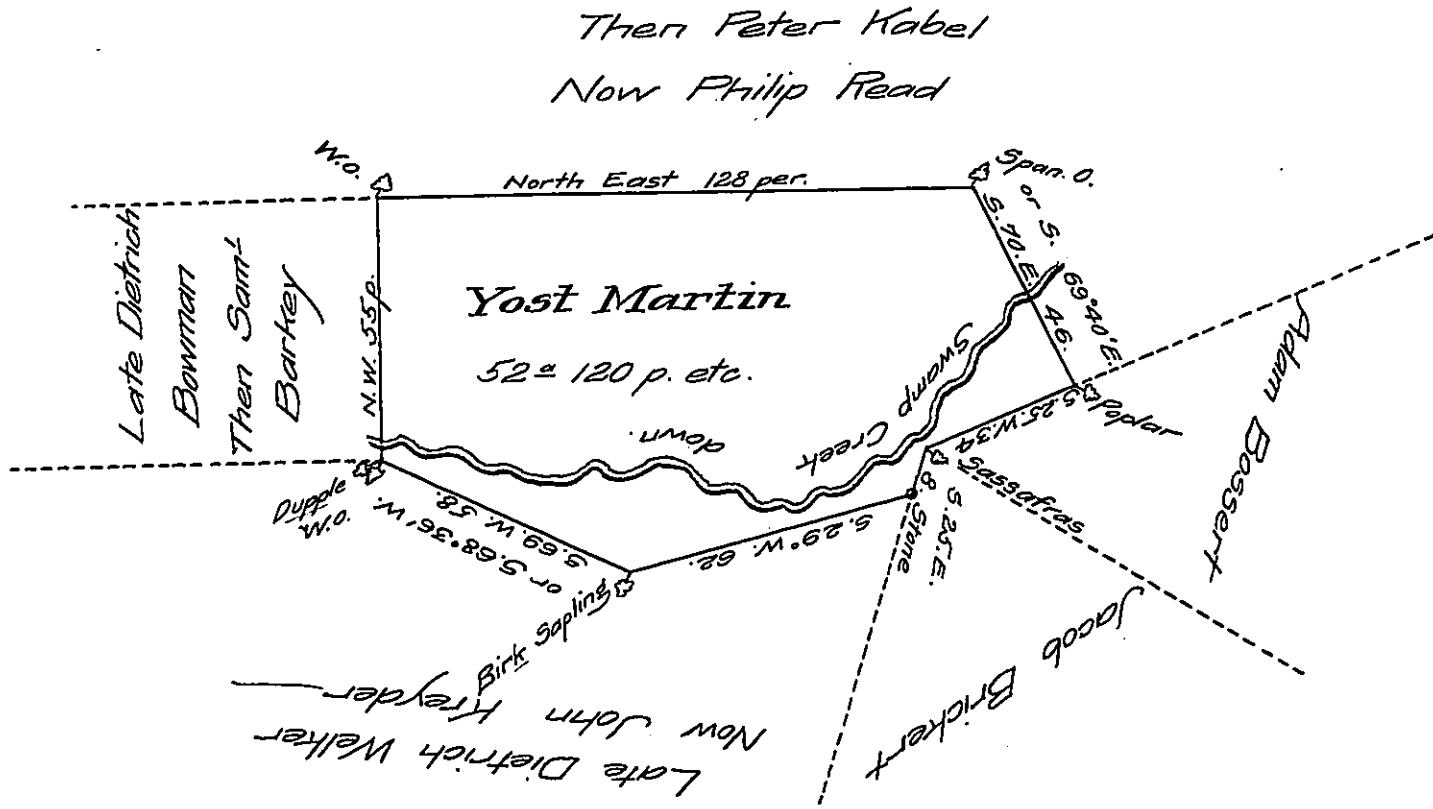 Then Peter Kabel
Now Philip Read
W.O.
North East 128 per.
Span. O.
or S. 69°40' E.
S. 70. E. 46.
Late Dietrich
Bowman
Then Sam<sup>l</sup>
Barkey
N.W. 55 p.
Yost Martin
52ª 120 p. etc.
Swamp Creek
down.
Poplar
S. 25. W. 34
Sassafras
Adam Bossert
S. 25. E.
8.
Stone
S. 29° W. 62.
Dupple
W.O.
S. 69. W. 58.
or S. 68° 36' W.
Birk Sapling
Jacob Brickert
Late Dietrich Welker
Now John Kreyder